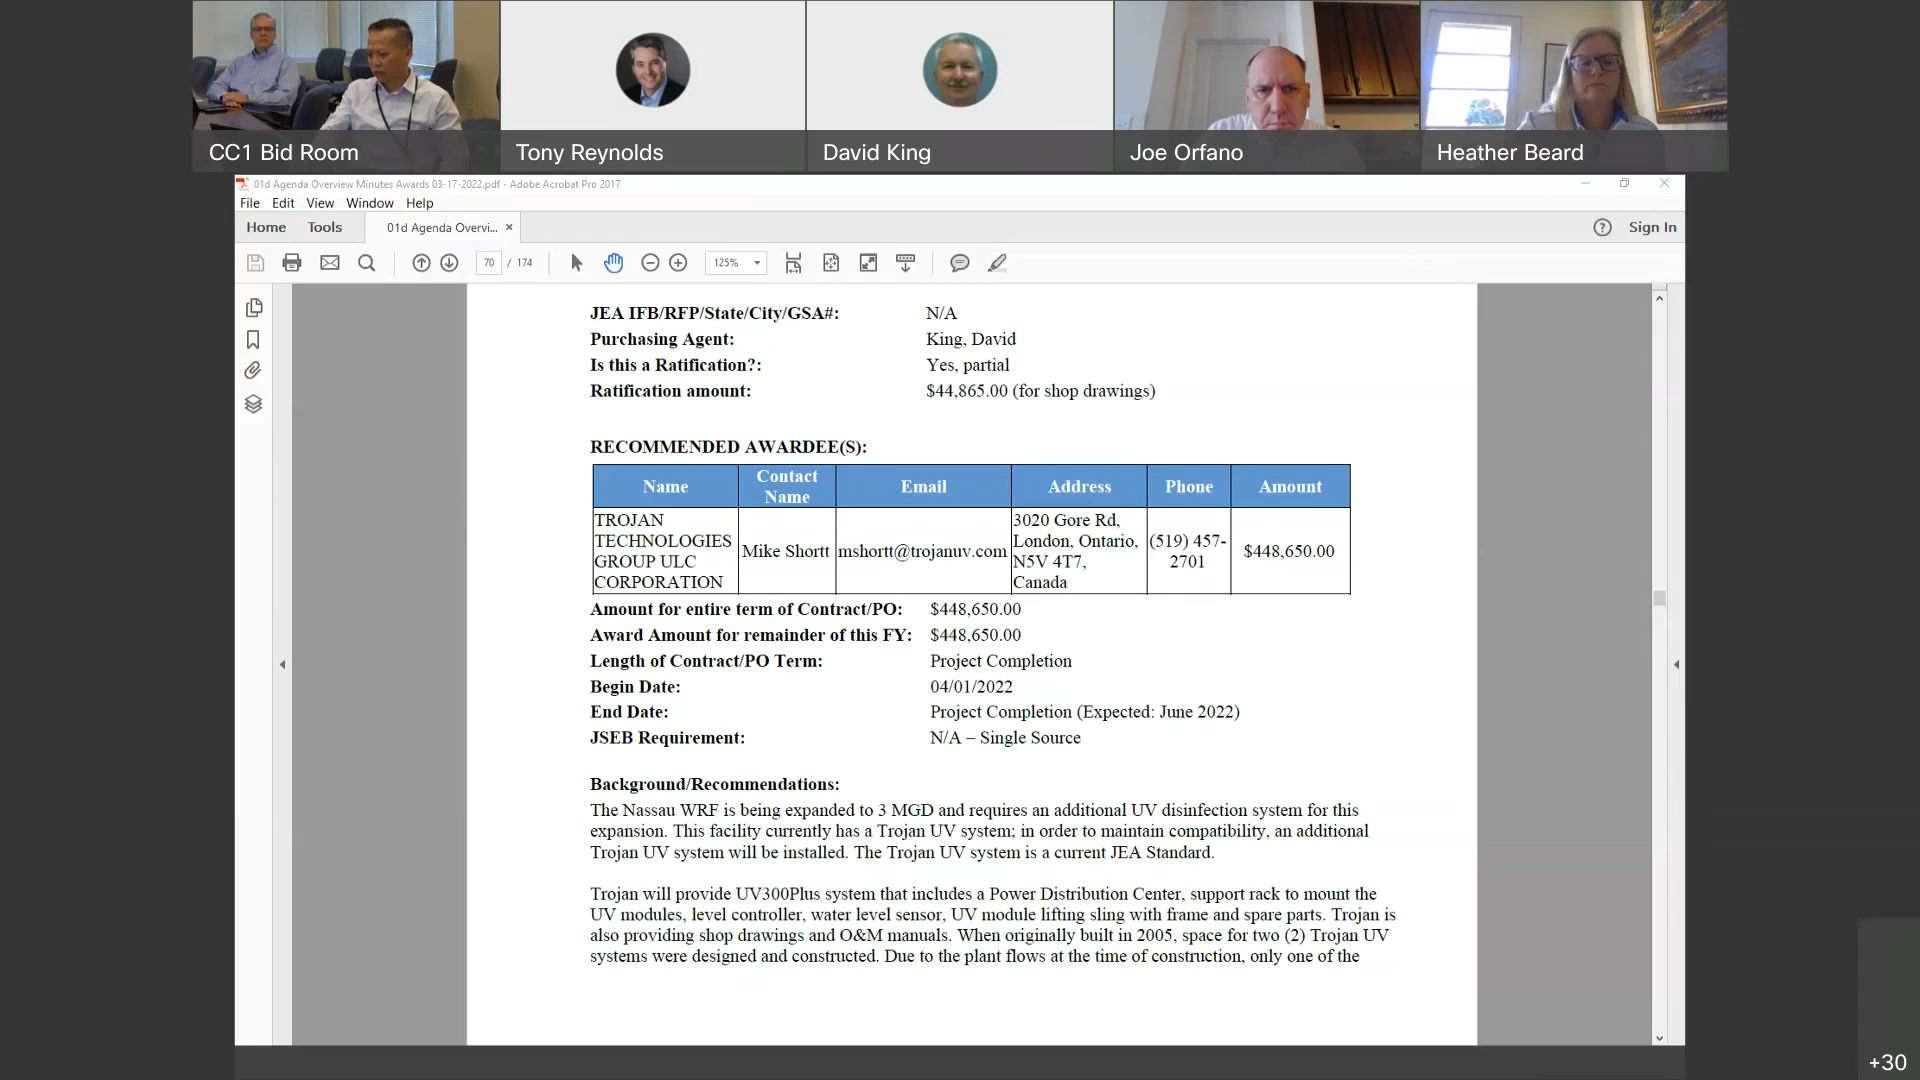 CC1 Bid Room
Tony Reynolds
David King
Joe Orfano
Heather Beard
01d Agenda Overview Minutes Awards 03-17-2022.pdf - Adobe Acrobat Pro 2017
File Edit View Window Help
Home Tools 01d Agenda Overvi... × Sign In
70 / 174 125%
JEA IFB/RFP/State/City/GSA#: N/A
Purchasing Agent: King, David
Is this a Ratification?: Yes, partial
Ratification amount: $44,865.00 (for shop drawings)
RECOMMENDED AWARDEE(S):
Name Contact Name Email Address Phone Amount
TROJAN TECHNOLOGIES GROUP ULC CORPORATION Mike Shortt mshortt@trojanuv.com 3020 Gore Rd, London, Ontario, N5V 4T7, Canada (519) 457-2701 $448,650.00
Amount for entire term of Contract/PO: $448,650.00
Award Amount for remainder of this FY: $448,650.00
Length of Contract/PO Term: Project Completion
Begin Date: 04/01/2022
End Date: Project Completion (Expected: June 2022)
JSEB Requirement: N/A – Single Source
Background/Recommendations:
The Nassau WRF is being expanded to 3 MGD and requires an additional UV disinfection system for this
expansion. This facility currently has a Trojan UV system; in order to maintain compatibility, an additional
Trojan UV system will be installed. The Trojan UV system is a current JEA Standard.
Trojan will provide UV300Plus system that includes a Power Distribution Center, support rack to mount the
UV modules, level controller, water level sensor, UV module lifting sling with frame and spare parts. Trojan is
also providing shop drawings and O&M manuals. When originally built in 2005, space for two (2) Trojan UV
systems were designed and constructed. Due to the plant flows at the time of construction, only one of the
+30